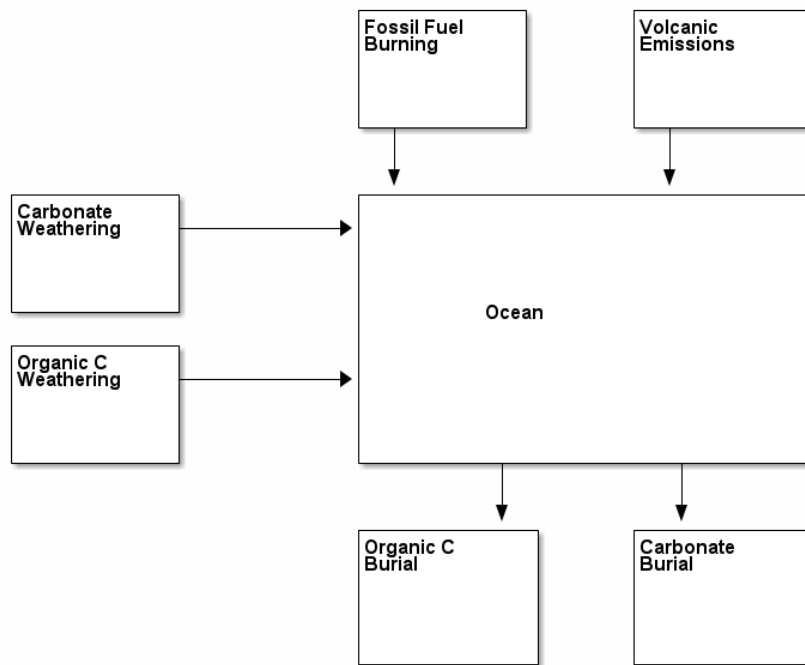 Fossil Fuel
Burning
Volcanic
Emissions
Carbonate
Weathering
Ocean
Organic C
Weathering
Organic C
Burial
Carbonate
Burial